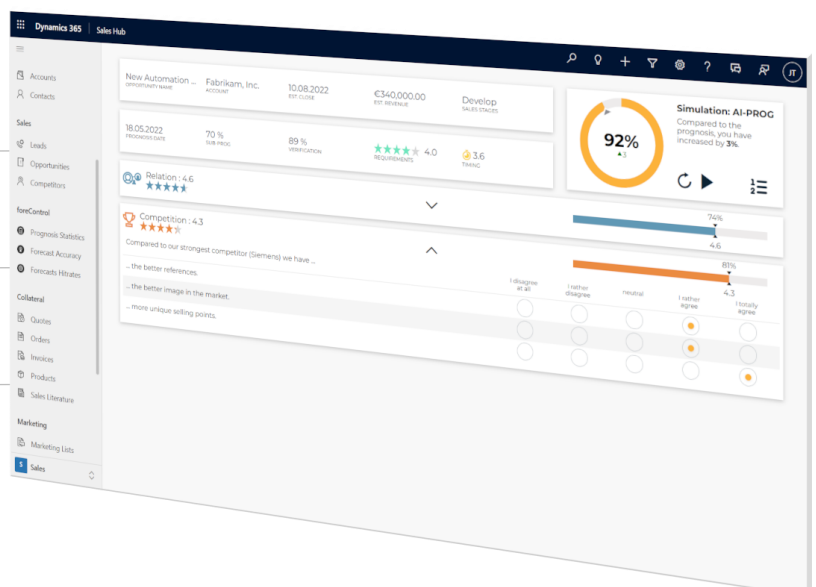 Dynamics 365 Sales Hub
JT
Accounts
Contacts
Sales
Leads
Opportunities
Competitors
foreControl
Prognosis Statistics
Forecast Accuracy
Forecasts Hitrates
Collateral
Quotes
Orders
Invoices
Products
Sales Literature
Marketing
Marketing Lists
S Sales
New Automation ... Fabrikam, Inc. 10.08.2022 €340,000.00 Develop
OPPORTUNITY NAME ACCOUNT EST. CLOSE EST. REVENUE SALES STAGES
18.05.2022 70 % 89 % 4.0 3.6
PROGNOSIS DATE SUB. PROG VERIFICATION REQUIREMENTS TIMING
92%
3
Simulation: AI-PROG
Compared to the
prognosis, you have
increased by 3%.
1
2
Relation : 4.6
74%
4.6
Competition : 4.3
81%
4.3
Compared to our strongest competitor (Siemens) we have ...
I disagree
at all
I rather
disagree
neutral
I rather
agree
I totally
agree
... the better references.
... the better image in the market.
... more unique selling points.